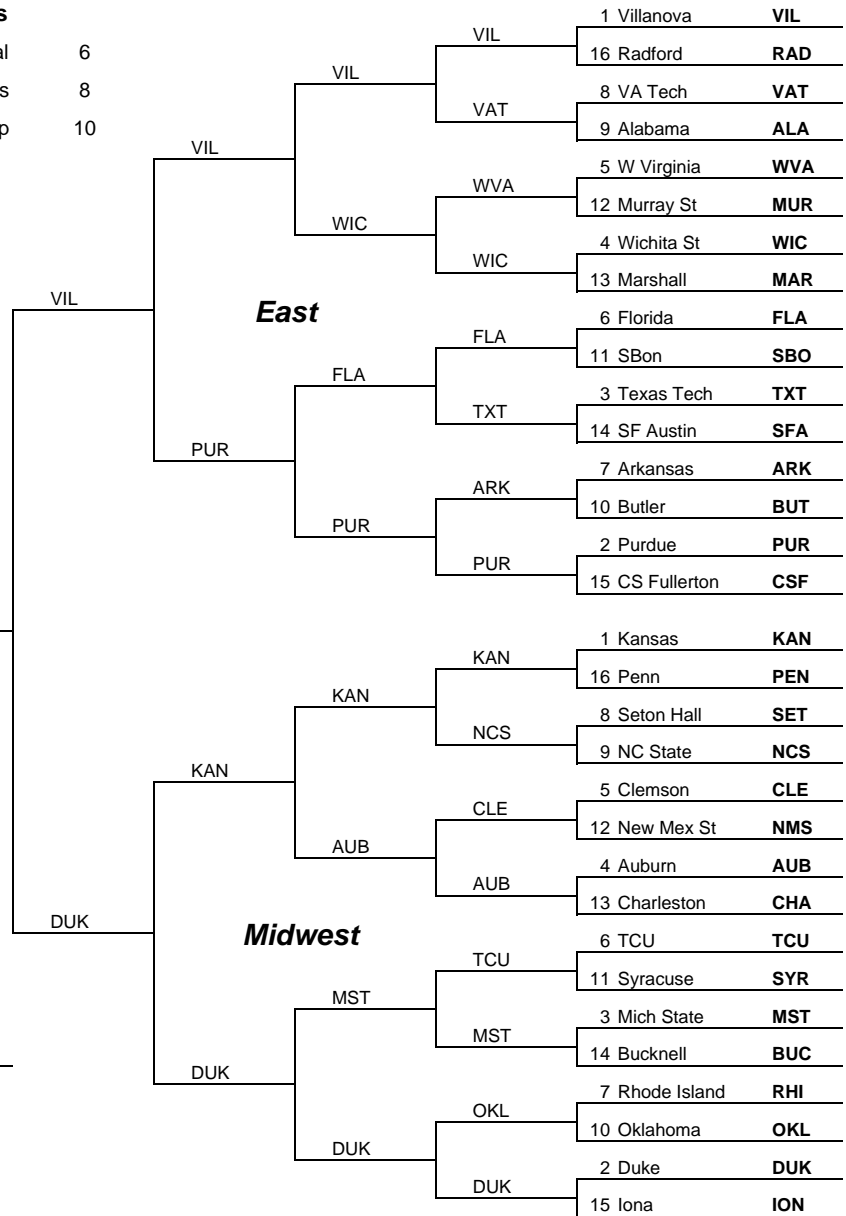 s
al 6
s 8
p 10
1 Villanova VIL
VIL
16 Radford RAD
VIL
8 VA Tech VAT
VAT
9 Alabama ALA
VIL
5 W Virginia WVA
WVA
12 Murray St MUR
WIC
4 Wichita St WIC
WIC
13 Marshall MAR
VIL
East
6 Florida FLA
FLA
11 SBon SBO
FLA
3 Texas Tech TXT
TXT
14 SF Austin SFA
PUR
7 Arkansas ARK
ARK
10 Butler BUT
PUR
2 Purdue PUR
PUR
15 CS Fullerton CSF
1 Kansas KAN
KAN
16 Penn PEN
KAN
8 Seton Hall SET
NCS
9 NC State NCS
KAN
5 Clemson CLE
CLE
12 New Mex St NMS
AUB
4 Auburn AUB
AUB
13 Charleston CHA
DUK
Midwest
6 TCU TCU
TCU
11 Syracuse SYR
MST
3 Mich State MST
MST
14 Bucknell BUC
DUK
7 Rhode Island RHI
OKL
10 Oklahoma OKL
DUK
2 Duke DUK
DUK
15 Iona ION